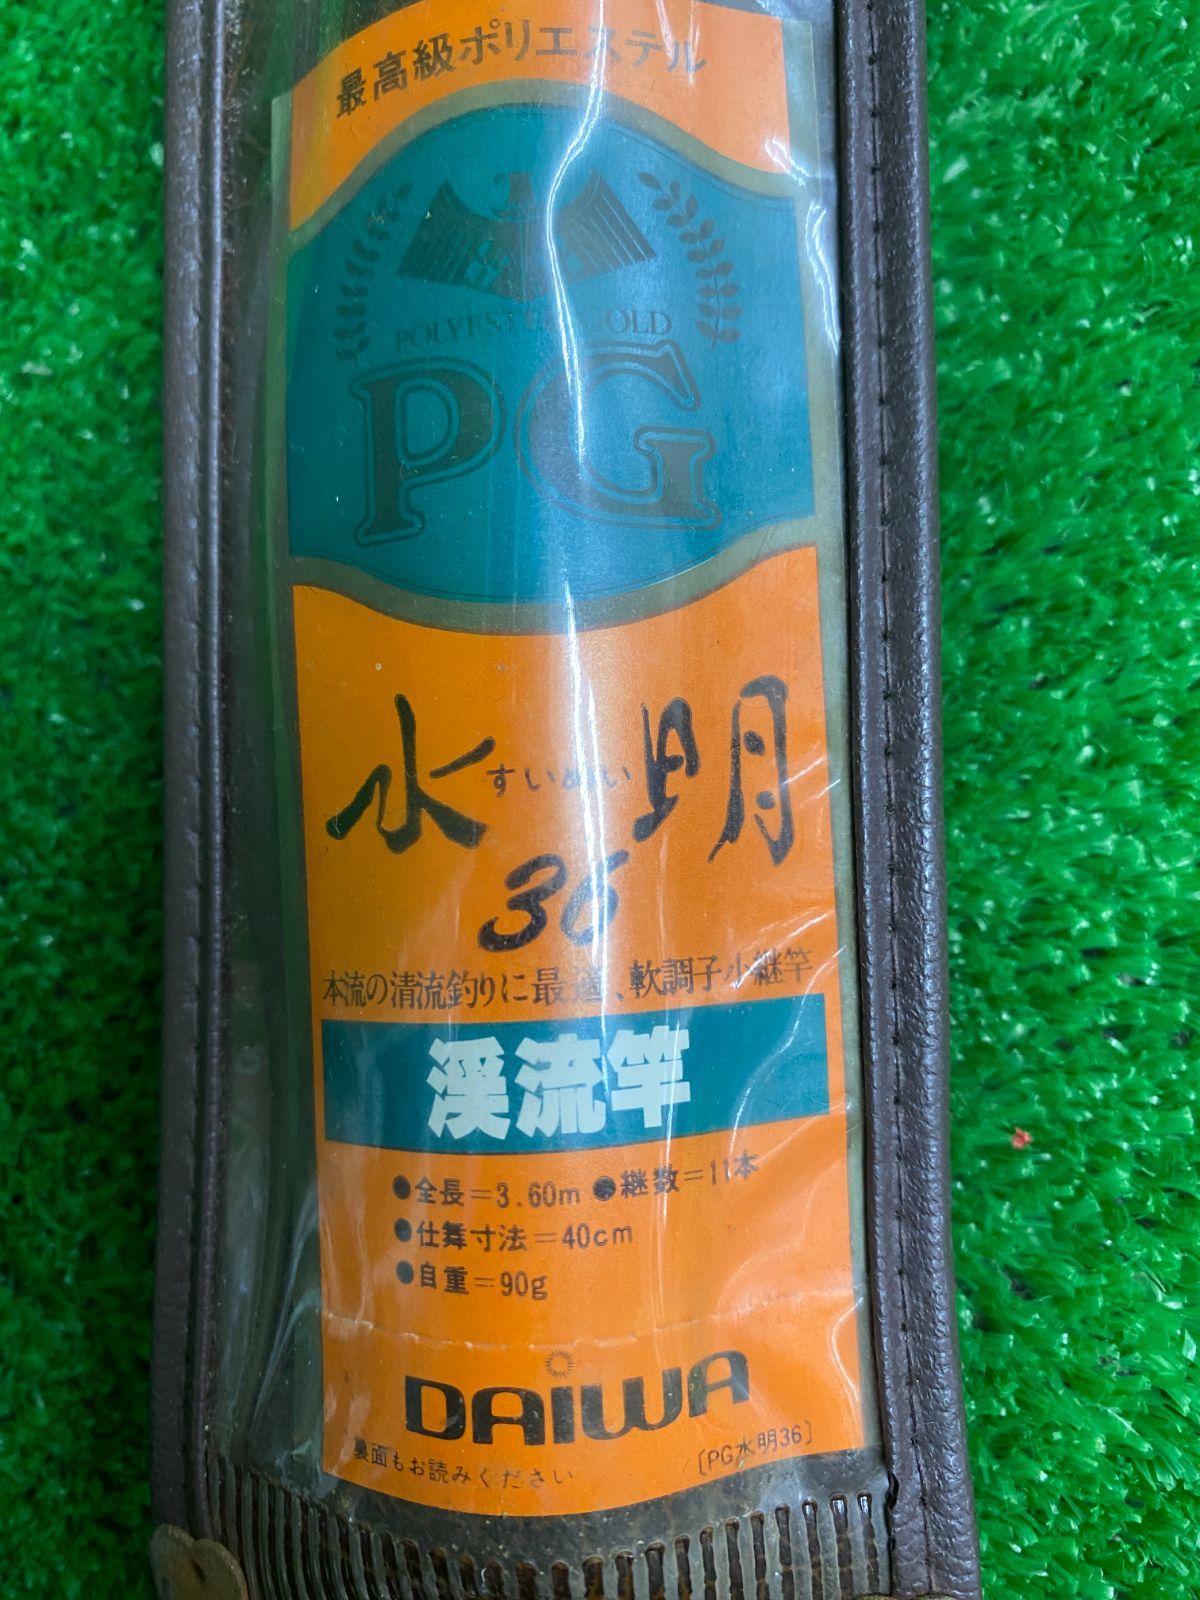 最高級ポリエステル
POLYESTER GOLD
PG
水明
すいめい
36
本流の清流釣りに最適、軟調子小継竿
渓流竿
●全長=3.60m ●継数=11本
●仕舞寸法=40cm
●自重=90g
DAIWA
裏面もお読みください
〔PG水明36〕